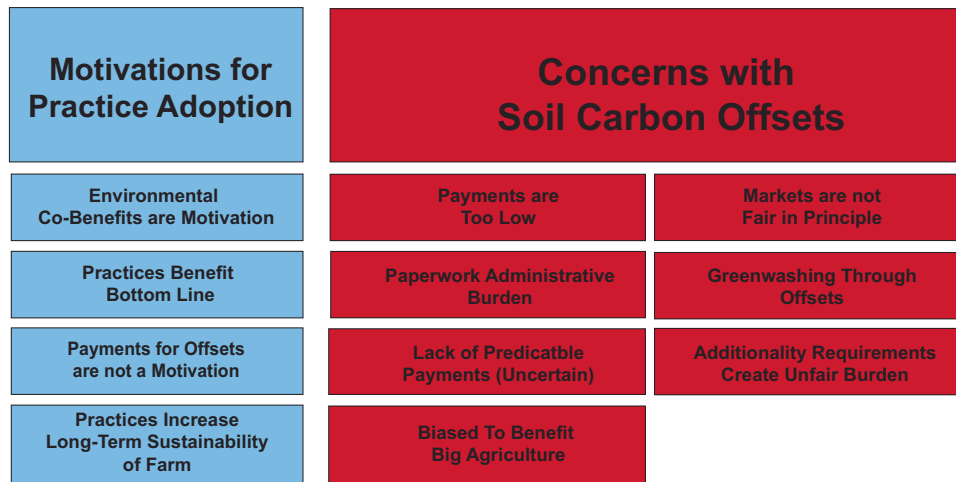 Motivations for
Practice Adoption
Concerns with
Soil Carbon Offsets
Environmental
Co-Benefits are Motivation
Payments are
Too Low
Markets are not
Fair in Principle
Practices Benefit
Bottom Line
Paperwork Administrative
Burden
Greenwashing Through
Offsets
Payments for Offsets
are not a Motivation
Lack of Predicatble
Payments (Uncertain)
Additionality Requirements
Create Unfair Burden
Practices Increase
Long-Term Sustainability
of Farm
Biased To Benefit
Big Agriculture